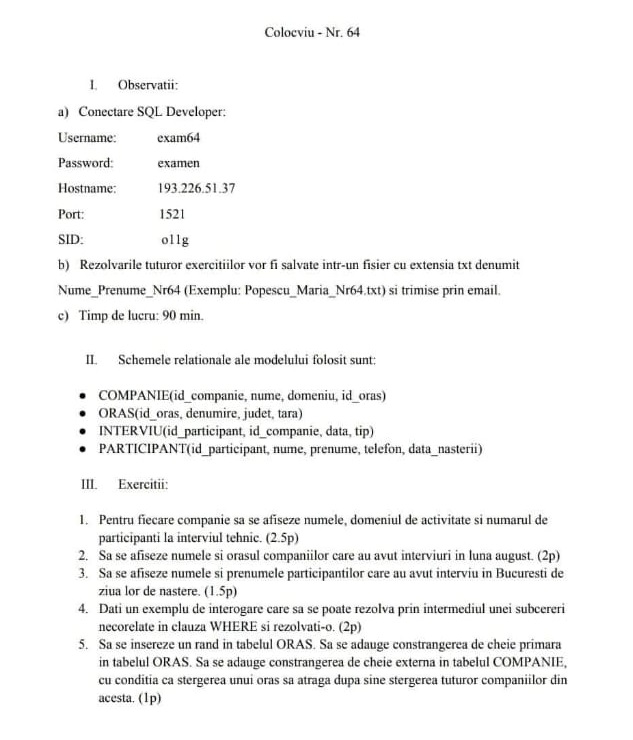 Colocviu - Nr. 64
I. Observatii:
a) Conectare SQL Developer:
Username: exam64
Password: examen
Hostname: 193.226.51.37
Port: 1521
SID: o11g
b) Rezolvarile tuturor exercitiilor vor fi salvate intr-un fisier cu extensia txt denumit
Nume_Prenume_Nr64 (Exemplu: Popescu_Maria_Nr64.txt) si trimise prin email.
c) Timp de lucru: 90 min.
II. Schemele relationale ale modelului folosit sunt:
• COMPANIE(id_companie, nume, domeniu, id_oras)
• ORAS(id_oras, denumire, judet, tara)
• INTERVIU(id_participant, id_companie, data, tip)
• PARTICIPANT(id_participant, nume, prenume, telefon, data_nasterii)
III. Exercitii:
1. Pentru fiecare companie sa se afiseze numele, domeniul de activitate si numarul de
participanti la interviul tehnic. (2.5p)
2. Sa se afiseze numele si orasul companiilor care au avut interviuri in luna august. (2p)
3. Sa se afiseze numele si prenumele participantilor care au avut interviu in Bucuresti de
ziua lor de nastere. (1.5p)
4. Dati un exemplu de interogare care sa se poate rezolva prin intermediul unei subcereri
necorelate in clauza WHERE si rezolvati-o. (2p)
5. Sa se insereze un rand in tabelul ORAS. Sa se adauge constrangerea de cheie primara
in tabelul ORAS. Sa se adauge constrangerea de cheie externa in tabelul COMPANIE,
cu conditia ca stergerea unui oras sa atraga dupa sine stergerea tuturor companiilor din
acesta. (1p)